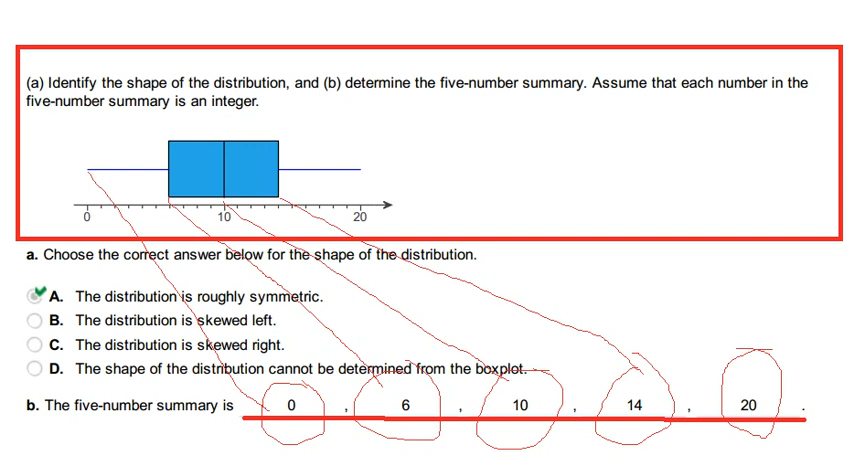 (a) Identify the shape of the distribution, and (b) determine the five-number summary. Assume that each number in the
five-number summary is an integer.
0 10 20
a. Choose the correct answer below for the shape of the distribution.
A. The distribution is roughly symmetric.
B. The distribution is skewed left.
C. The distribution is skewed right.
D. The shape of the distribution cannot be determined from the boxplot.
b. The five-number summary is 0 , 6 , 10 , 14 , 20 .